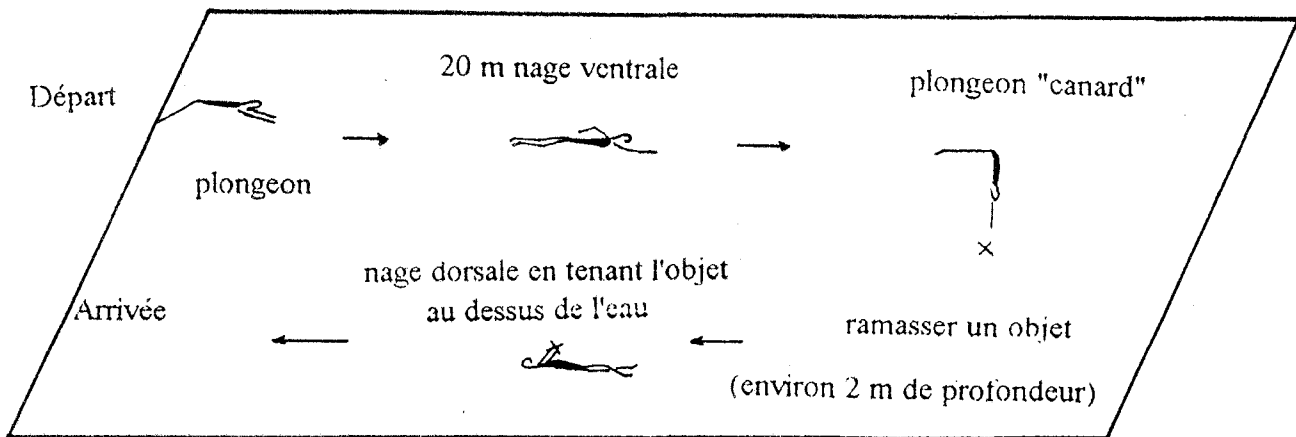 Départ
plongeon
20 m nage ventrale
plongeon "canard"
ramasser un objet
(environ 2 m de profondeur)
nage dorsale en tenant l'objet
au dessus de l'eau
Arrivée